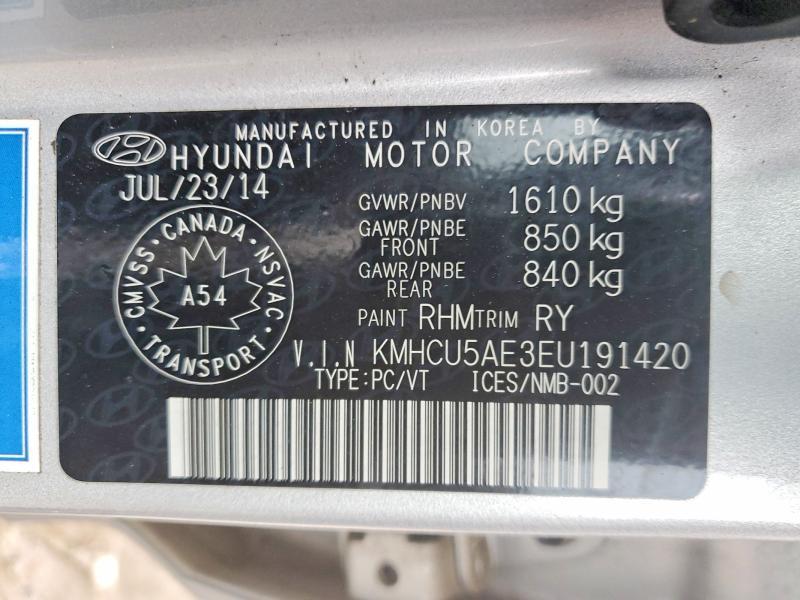 MANUFACTURED IN KOREA BY
HYUNDAI MOTOR COMPANY
JUL/23/14
GVWR/PNBV 1610 kg
GAWR/PNBE FRONT 850 kg
GAWR/PNBE REAR 840 kg
PAINT RHM TRIM RY
V.I.N KMHCU5AE3EU191420
TYPE:PC/VT ICES/NMB-002
CMVSS · CANADA · NSVAC · TRANSPORT ·
A54